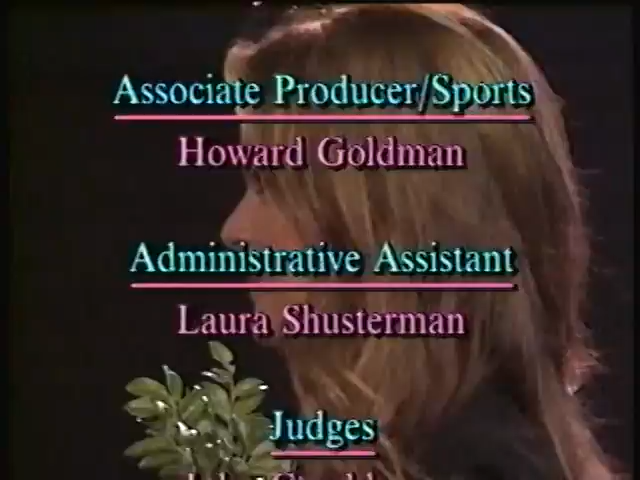 Associate Producer/Sports
Howard Goldman
Administrative Assistant
Laura Shusterman
Judges